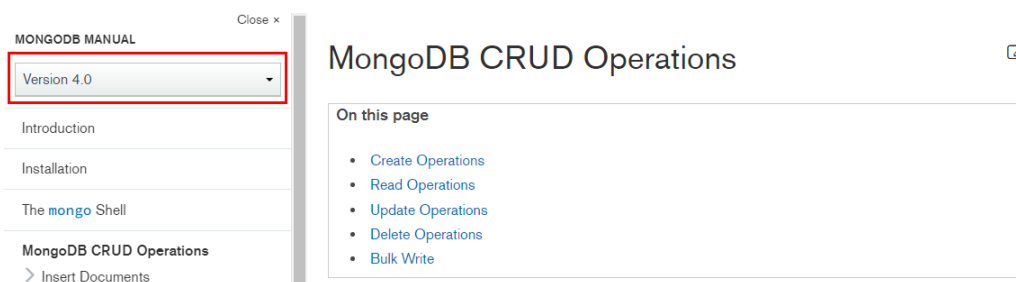 Close ×
MONGODB MANUAL
Version 4.0
Introduction
Installation
The mongo Shell
MongoDB CRUD Operations
Insert Documents
MongoDB CRUD Operations
On this page
Create Operations
Read Operations
Update Operations
Delete Operations
Bulk Write